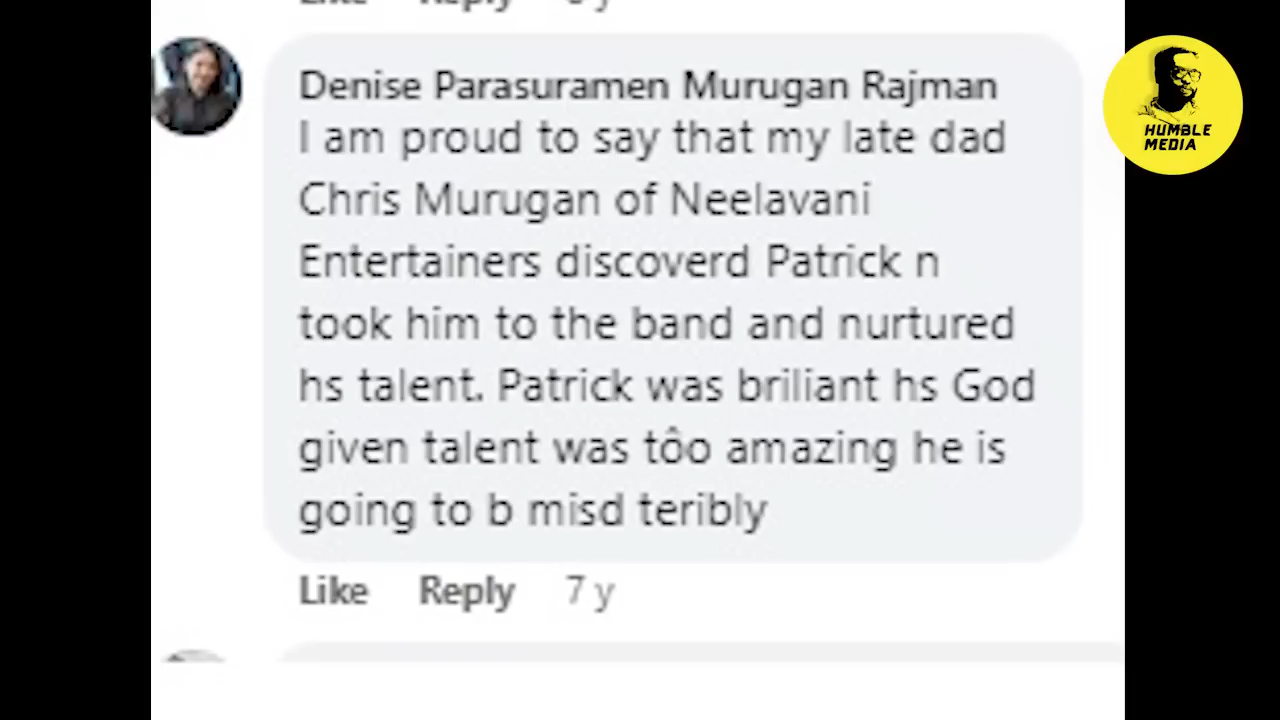 Like Reply
Denise Parasuramen Murugan Rajman
I am proud to say that my late dad
Chris Murugan of Neelavani
Entertainers discoverd Patrick n
took him to the band and nurtured
hs talent. Patrick was briliant hs God
given talent was tôo amazing he is
going to b misd teribly
Like Reply 7 y
HUMBLE
MEDIA